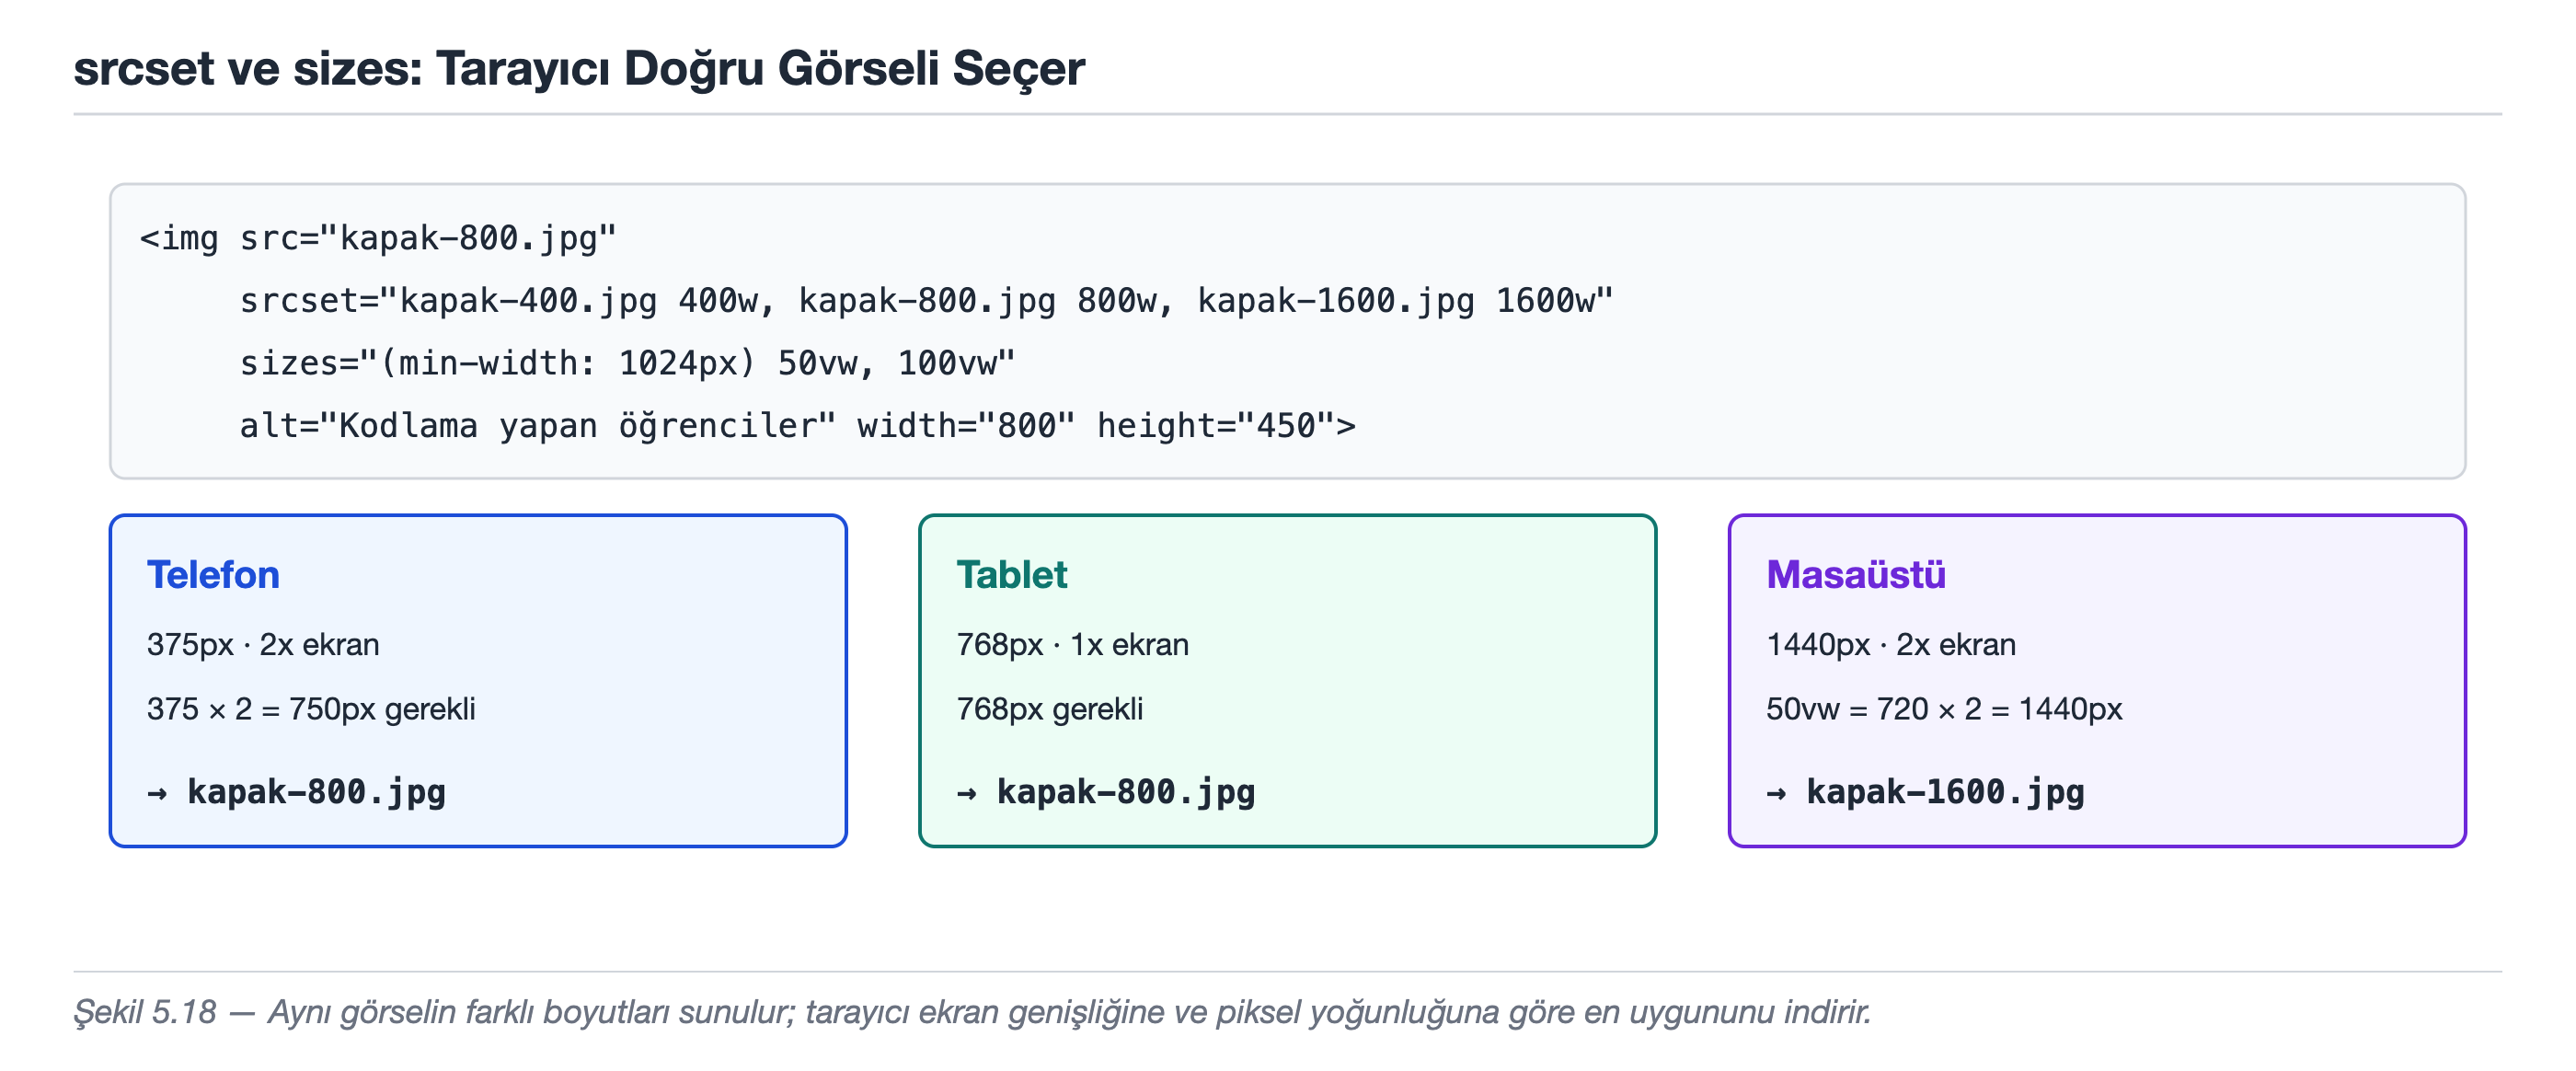 srcset ve sizes: Tarayıcı Doğru Görseli Seçer
<img src="kapak-800.jpg"
srcset="kapak-400.jpg 400w, kapak-800.jpg 800w, kapak-1600.jpg 1600w"
sizes="(min-width: 1024px) 50vw, 100vw"
alt="Kodlama yapan öğrenciler" width="800" height="450">
Telefon
375px · 2x ekran
375 × 2 = 750px gerekli
→ kapak-800.jpg
Tablet
768px · 1x ekran
768px gerekli
→ kapak-800.jpg
Masaüstü
1440px · 2x ekran
50vw = 720 × 2 = 1440px
→ kapak-1600.jpg
Şekil 5.18 — Aynı görselin farklı boyutları sunulur; tarayıcı ekran genişliğine ve piksel yoğunluğuna göre en uygununu indirir.